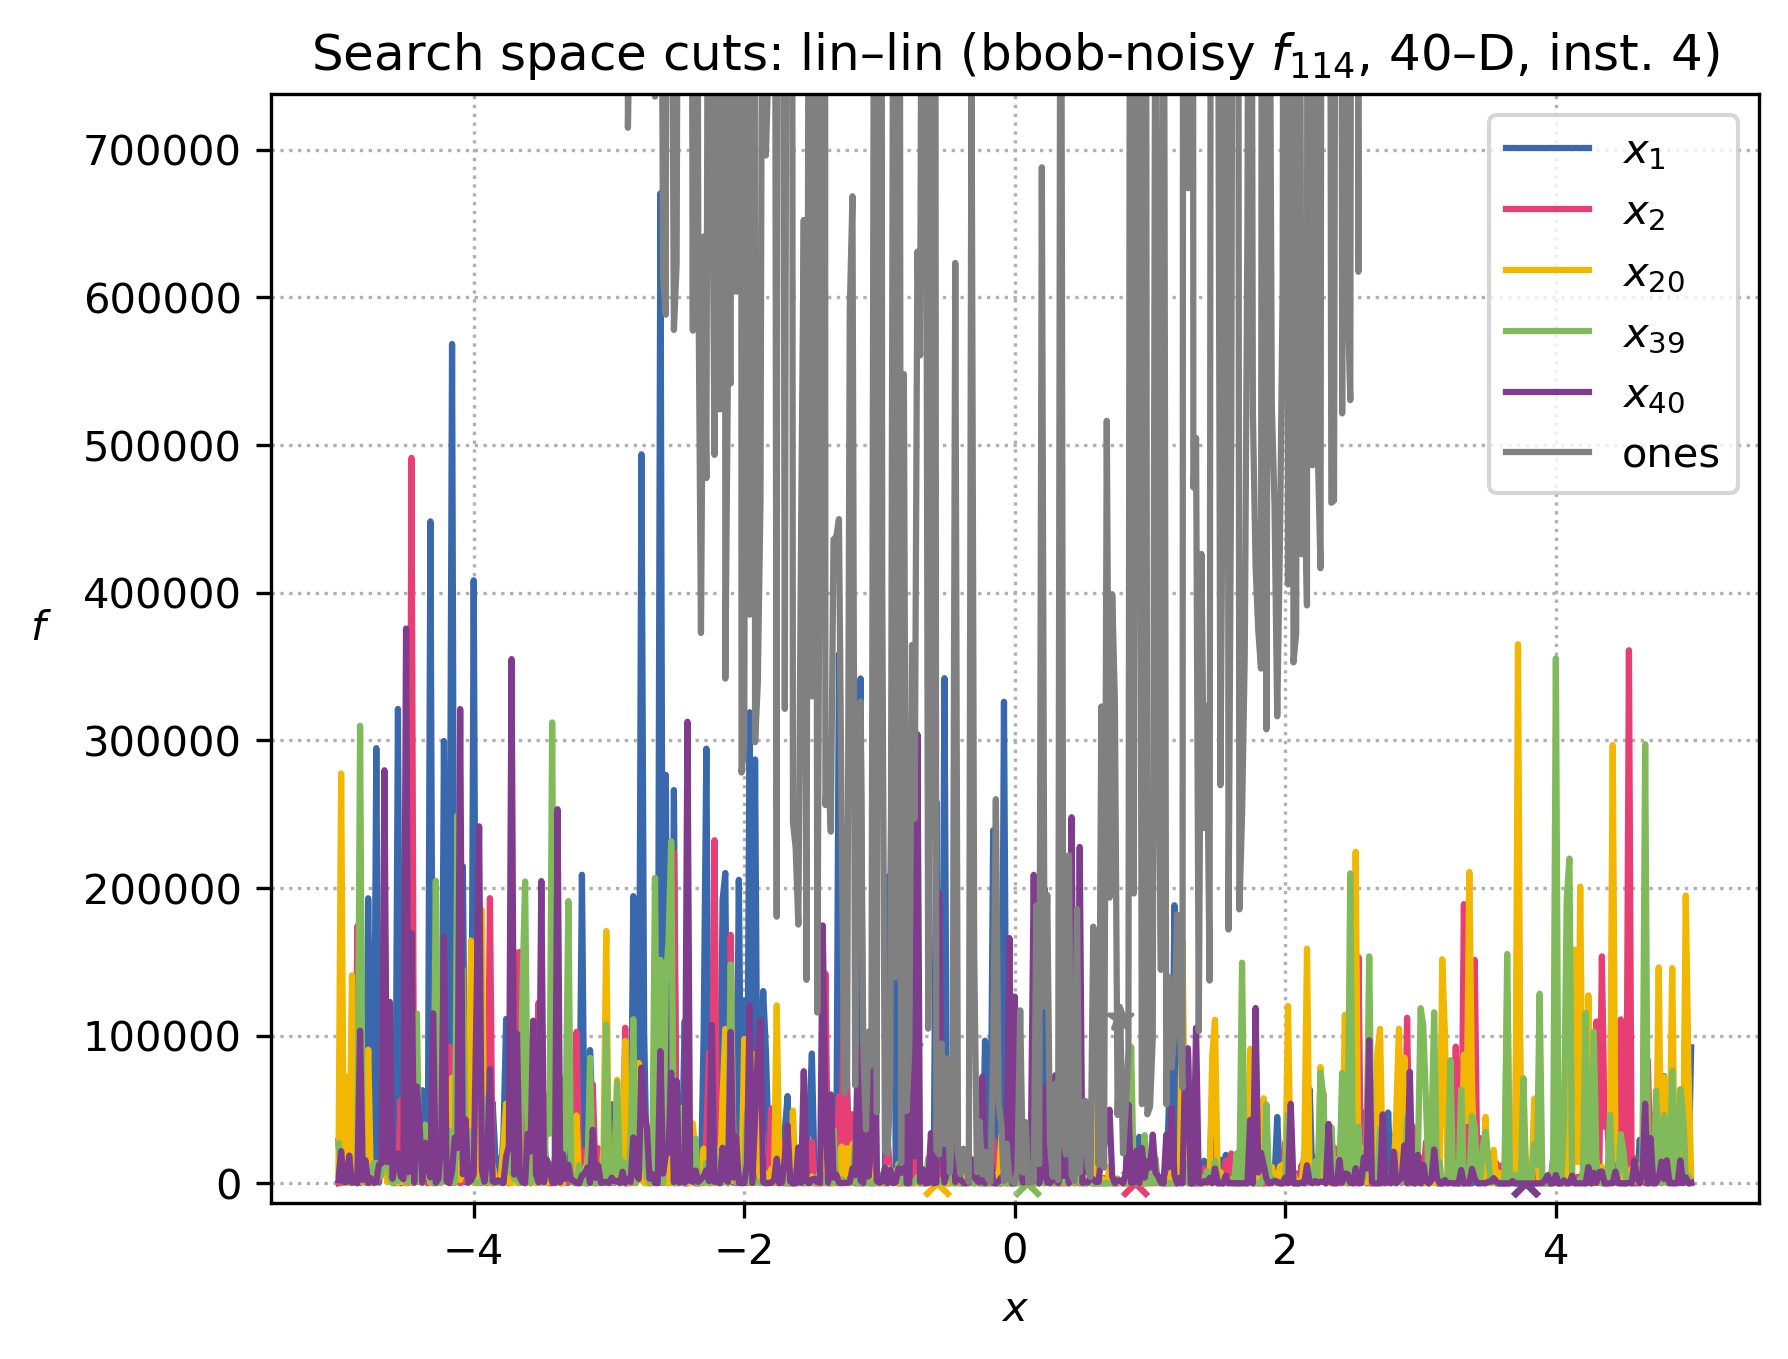 Search space cuts: lin–lin (bbob-noisy f₁₁₄, 40–D, inst. 4)
700000
600000
500000
400000
300000
200000
100000
0
f
x₁
x₂
x₂₀
x₃₉
x₄₀
ones
−4
−2
0
2
4
x